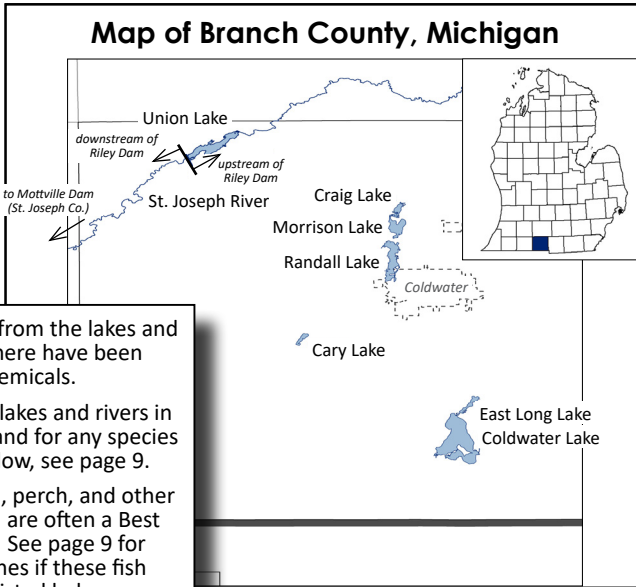 Map of Branch County, Michigan
Union Lake
downstream of
Riley Dam
upstream of
Riley Dam
to Mottville Dam
(St. Joseph Co.)
St. Joseph River
Craig Lake
Morrison Lake
Randall Lake
Coldwater
Cary Lake
East Long Lake
Coldwater Lake
from the lakes and
here have been
emicals.
lakes and rivers in
and for any species
low, see page 9.
, perch, and other
are often a Best
See page 9 for
nes if these fish